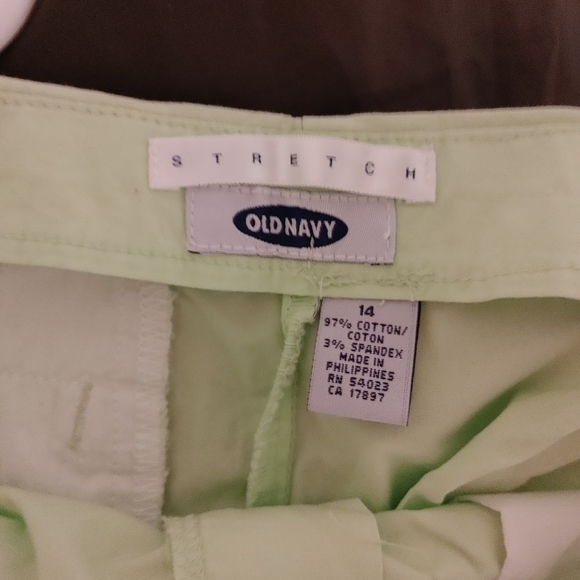 STRETCH
OLD NAVY
14
97% COTTON/
COTON
3% SPANDEX
MADE IN
PHILIPPINES
RN 54023
CA 17897